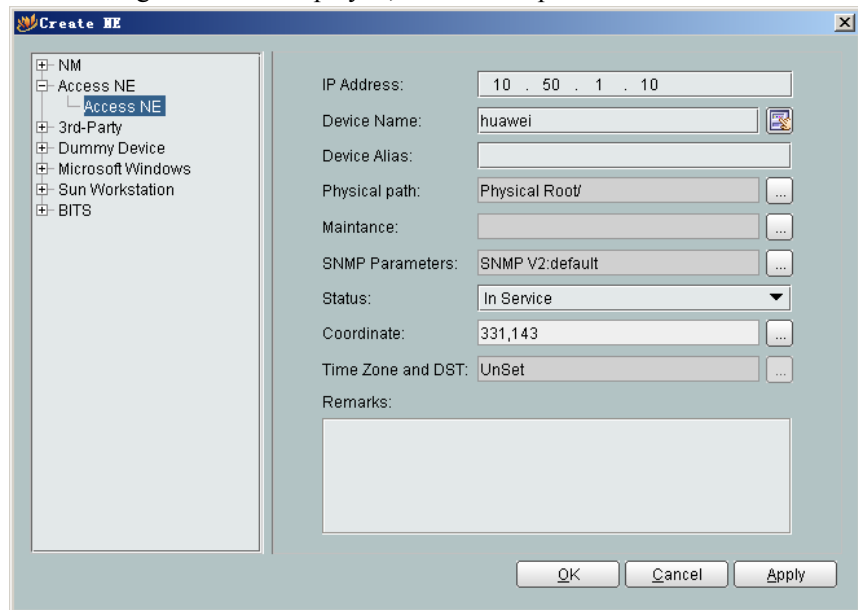 Create NE
NM
Access NE
Access NE
3rd-Party
Dummy Device
Microsoft Windows
Sun Workstation
BITS
IP Address: 10 . 50 . 1 . 10
Device Name: huawei
Device Alias:
Physical path: Physical Root/ ...
Maintance: ...
SNMP Parameters: SNMP V2:default ...
Status: In Service
Coordinate: 331,143 ...
Time Zone and DST: UnSet ...
Remarks:
OK Cancel Apply